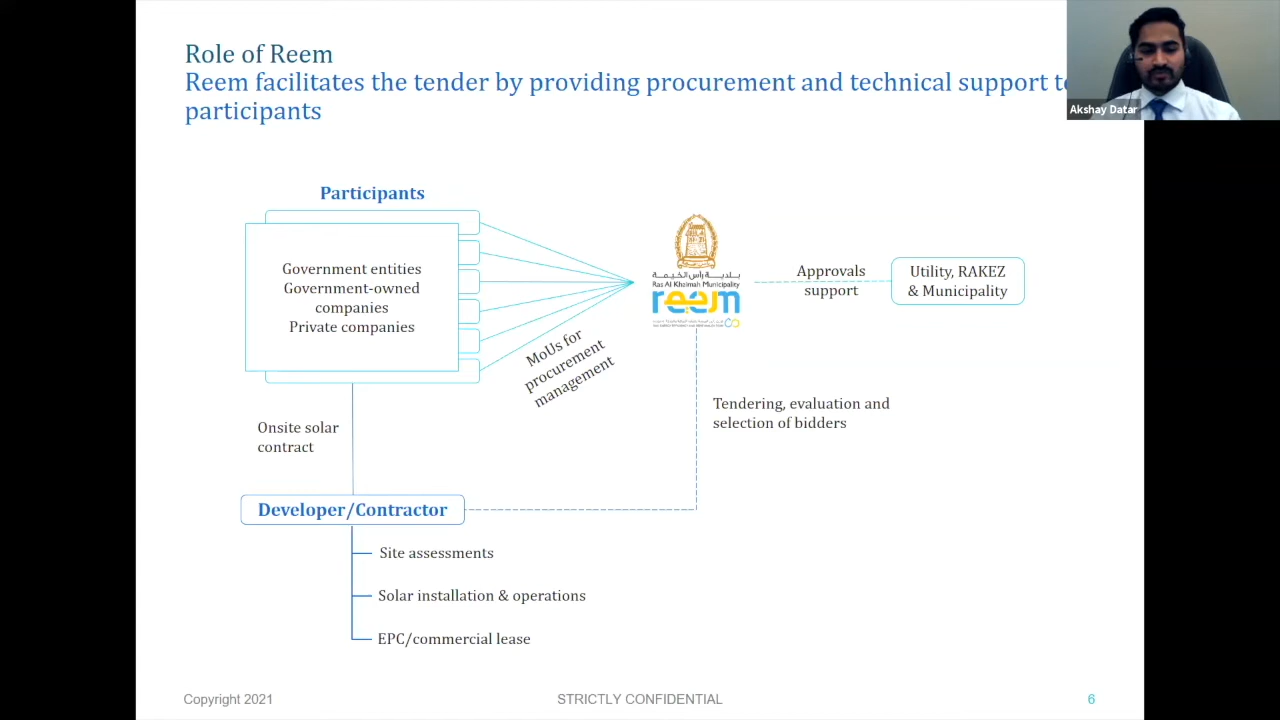 Role of Reem
Reem facilitates the tender by providing procurement and technical support
participants
Akshay Datar
Participants
Government entities
Government-owned
companies
Private companies
MoUs for
procurement
management
بلدية رأس الخيمة
Ras Al Khaimah Municipality
reem
Approvals
support
Utility, RAKEZ
& Municipality
Onsite solar
contract
Tendering, evaluation and
selection of bidders
Developer/Contractor
Site assessments
Solar installation & operations
EPC/commercial lease
Copyright 2021
STRICTLY CONFIDENTIAL
6